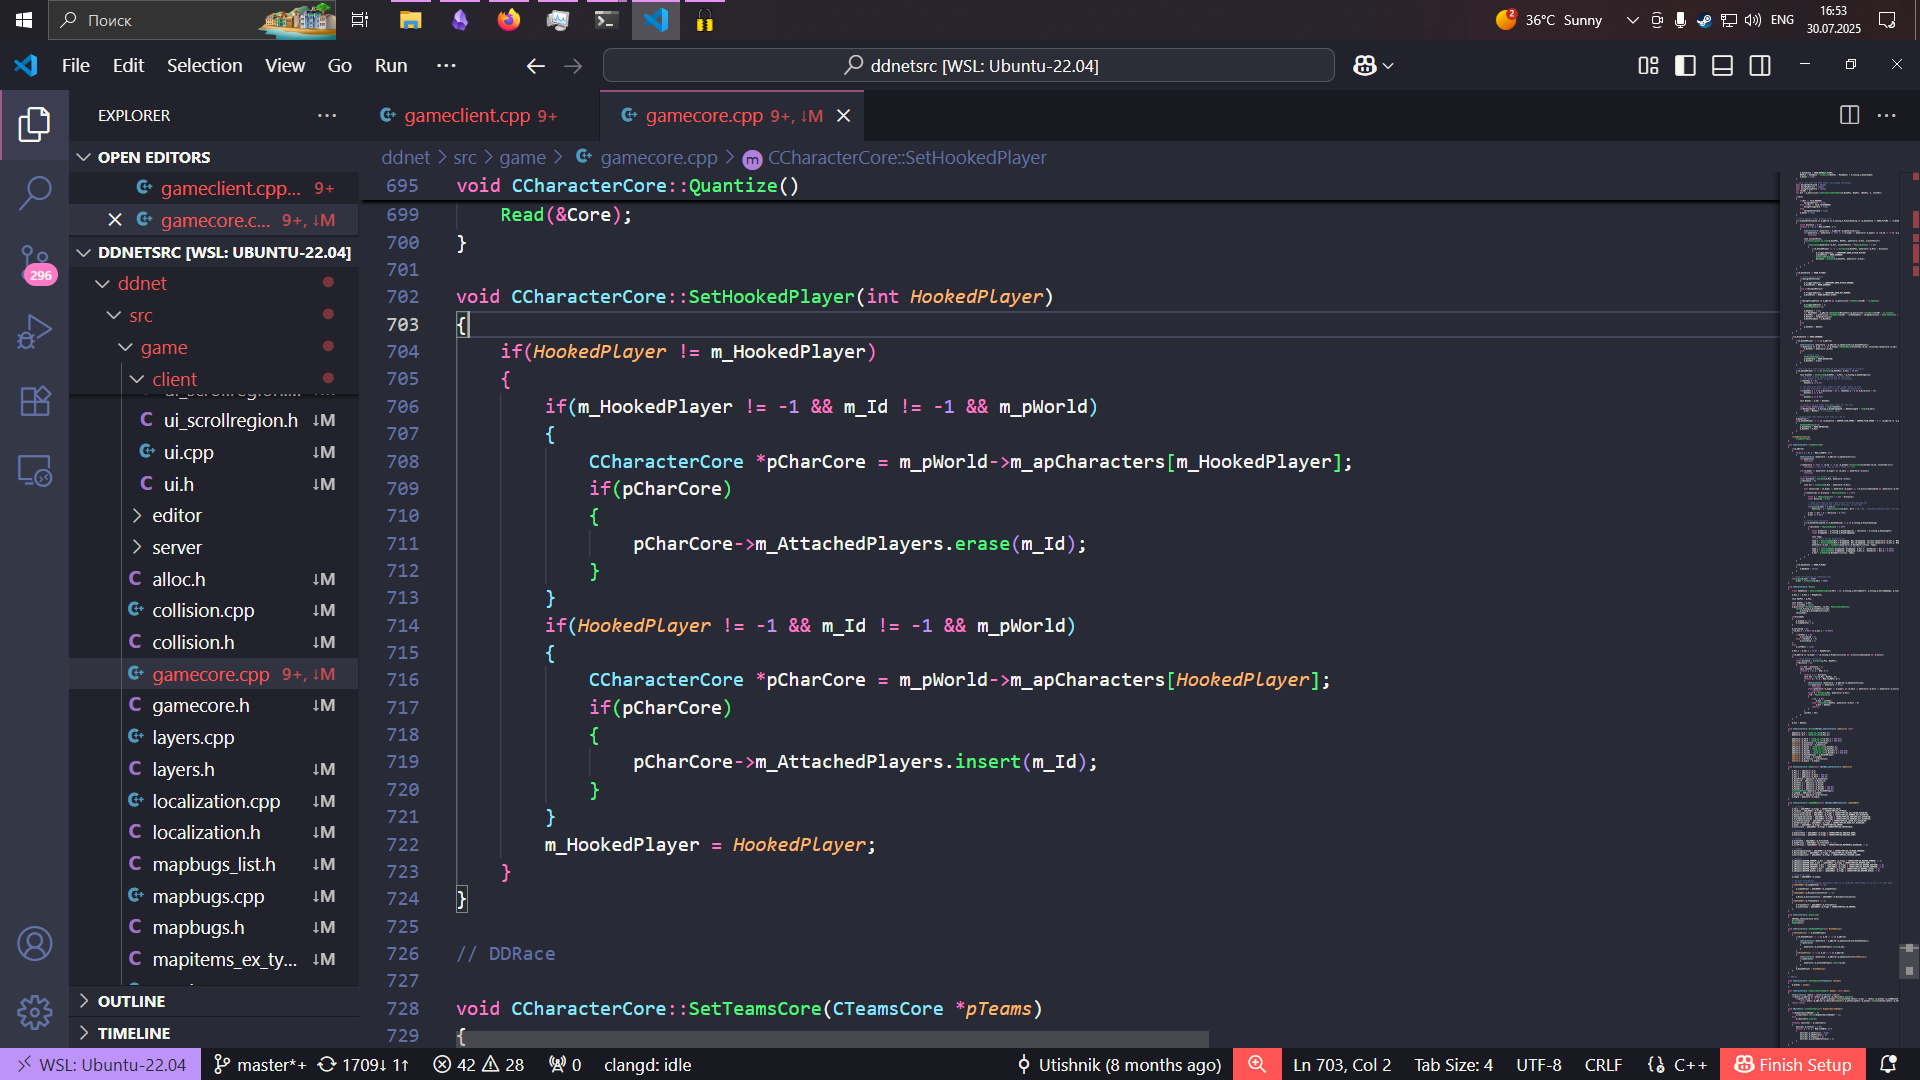 Поиск
36°C Sunny
ENG
16:53
30.07.2025
File Edit Selection View Go Run ···
ddnetsrc [WSL: Ubuntu-22.04]
EXPLORER
gameclient.cpp 9+
gamecore.cpp 9+, ↓M
OPEN EDITORS
gameclient.cpp... 9+
gamecore.c... 9+, ↓M
DDNETSRC [WSL: UBUNTU-22.04]
ddnet
src
game
client
ui_scrollregion.h ↓M
ui.cpp ↓M
ui.h ↓M
editor
server
alloc.h ↓M
collision.cpp ↓M
collision.h ↓M
gamecore.cpp 9+, ↓M
gamecore.h ↓M
layers.cpp
layers.h ↓M
localization.cpp ↓M
localization.h ↓M
mapbugs_list.h ↓M
mapbugs.cpp ↓M
mapbugs.h ↓M
mapitems_ex_ty... ↓M
OUTLINE
TIMELINE
296
ddnet > src > game > gamecore.cpp > CCharacterCore::SetHookedPlayer
695 void CCharacterCore::Quantize()
699 Read(&Core);
700 }
701
702 void CCharacterCore::SetHookedPlayer(int HookedPlayer)
703 {
704 if(HookedPlayer != m_HookedPlayer)
705 {
706 if(m_HookedPlayer != -1 && m_Id != -1 && m_pWorld)
707 {
708 CCharacterCore *pCharCore = m_pWorld->m_apCharacters[m_HookedPlayer];
709 if(pCharCore)
710 {
711 pCharCore->m_AttachedPlayers.erase(m_Id);
712 }
713 }
714 if(HookedPlayer != -1 && m_Id != -1 && m_pWorld)
715 {
716 CCharacterCore *pCharCore = m_pWorld->m_apCharacters[HookedPlayer];
717 if(pCharCore)
718 {
719 pCharCore->m_AttachedPlayers.insert(m_Id);
720 }
721 }
722 m_HookedPlayer = HookedPlayer;
723 }
724 }
725
726 // DDRace
727
728 void CCharacterCore::SetTeamsCore(CTeamsCore *pTeams)
729 {
WSL: Ubuntu-22.04 master*+ 1709↓ 1↑ 42 28 0 clangd: idle Utishnik (8 months ago) Ln 703, Col 2 Tab Size: 4 UTF-8 CRLF C++ Finish Setup